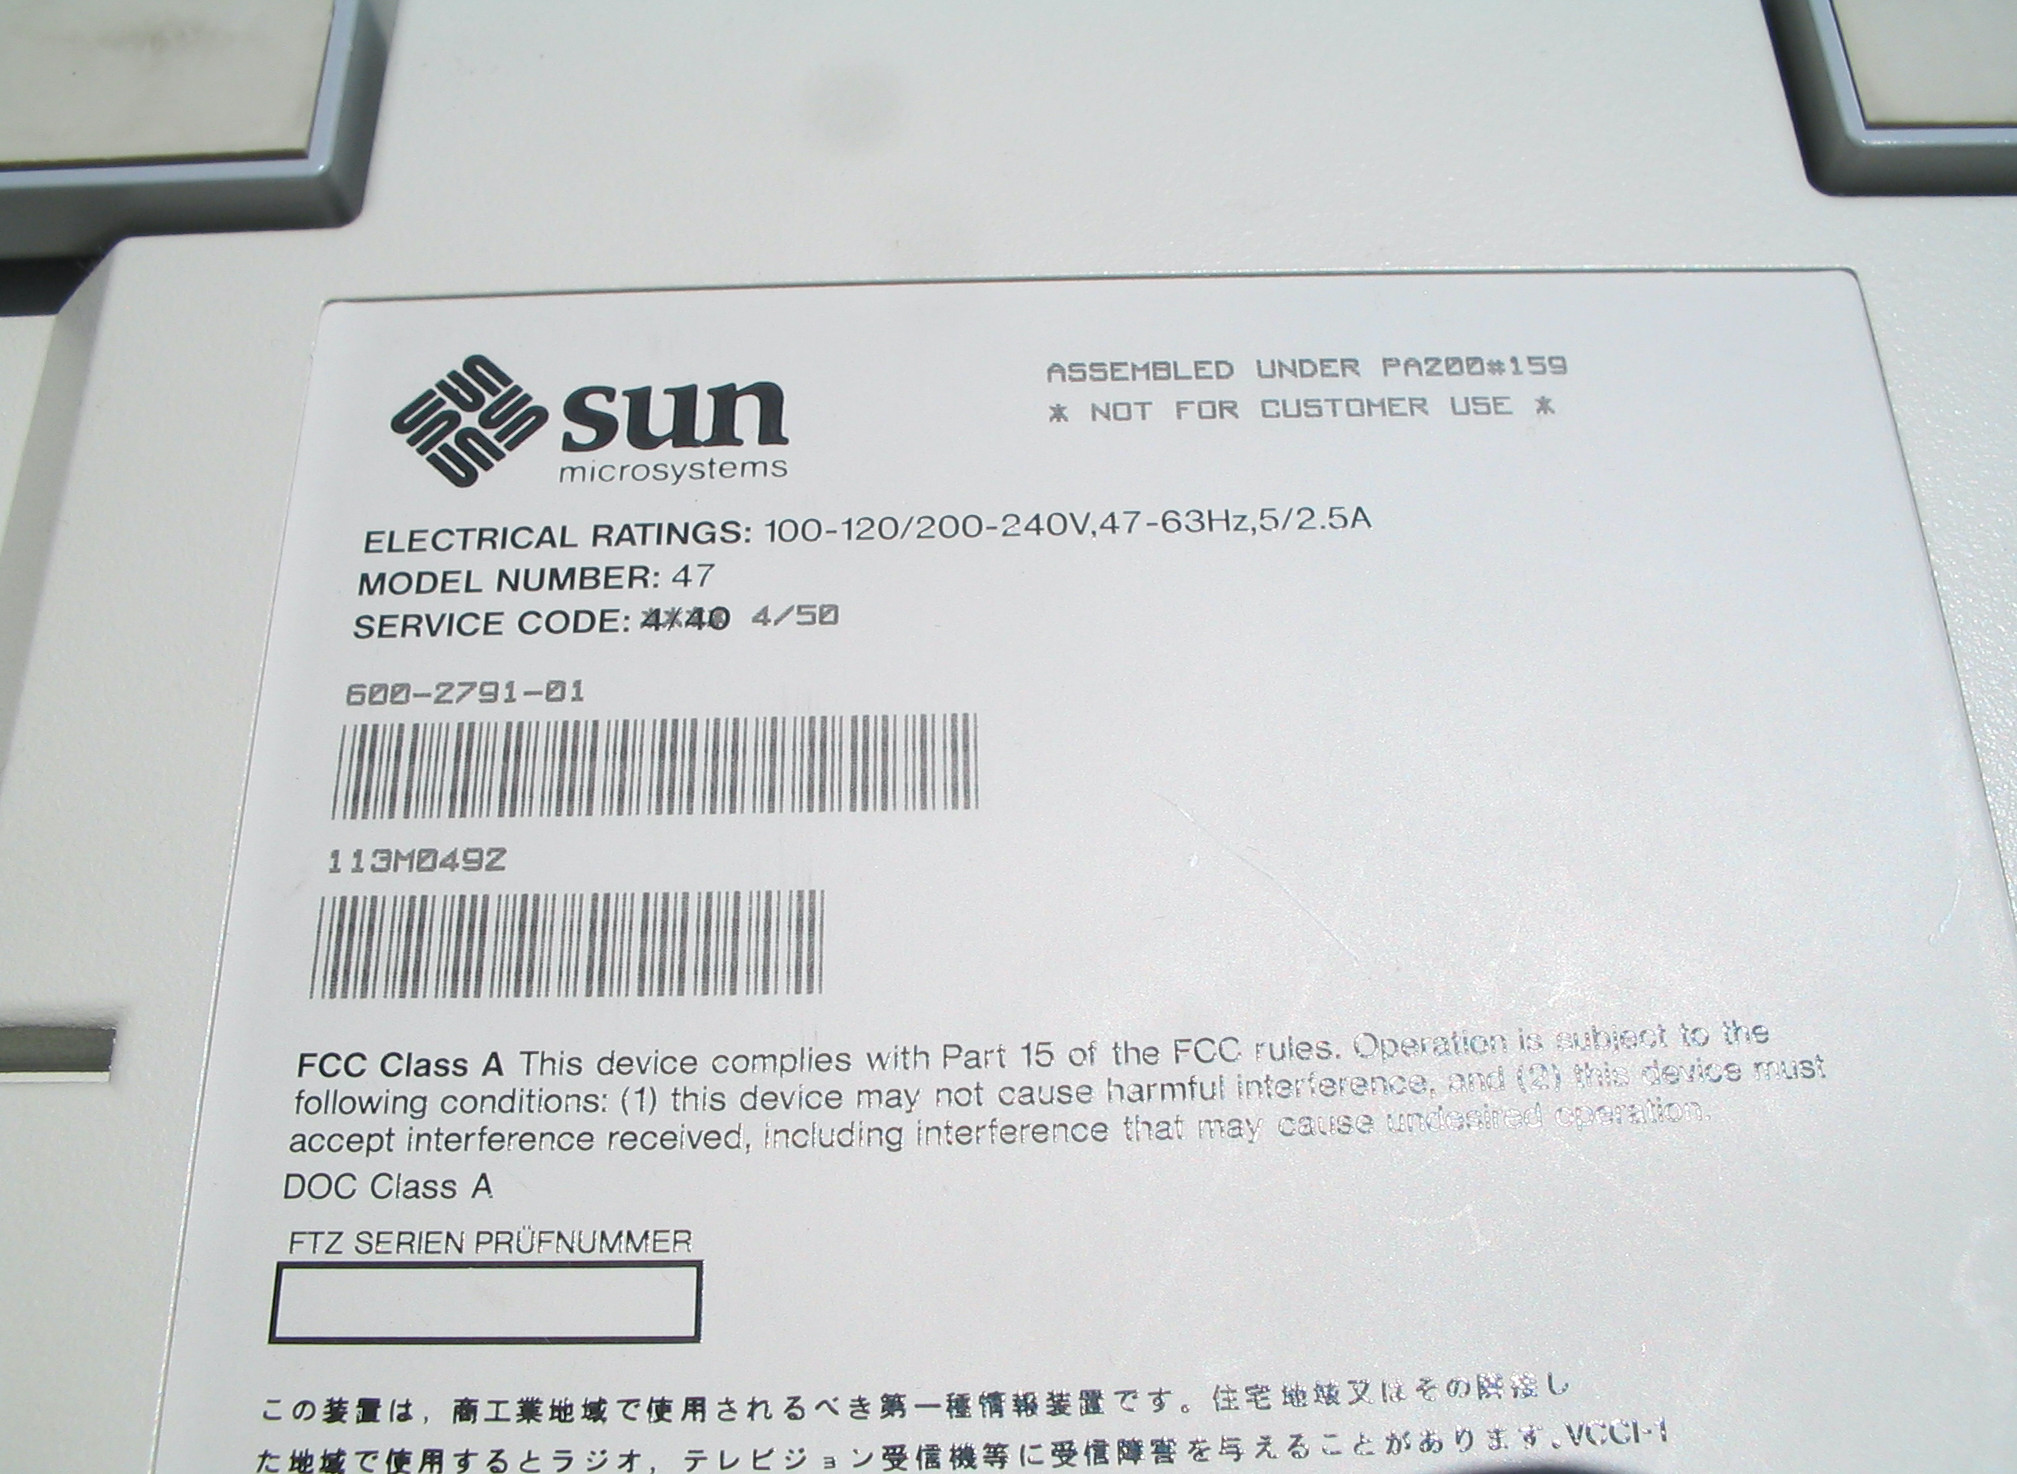 sun
microsystems
ASSEMBLED UNDER PA200#159
* NOT FOR CUSTOMER USE *
ELECTRICAL RATINGS: 100-120/200-240V,47-63Hz,5/2.5A
MODEL NUMBER: 47
SERVICE CODE: 4/40 4/50
600-2791-01
113M0492
FCC Class A This device complies with Part 15 of the FCC rules. Operation is subject to the
following conditions: (1) this device may not cause harmful interference, and (2) this device must
accept interference received, including interference that may cause undesired operation.
DOC Class A
FTZ SERIEN PRÜFNUMMER
この装置は，商工業地域で使用されるべき第一種情報装置です。住宅地域又はその隣接し
た地域で使用するとラジオ，テレビジョン受信機等に受信障害を与えることがあります。VCCI-1